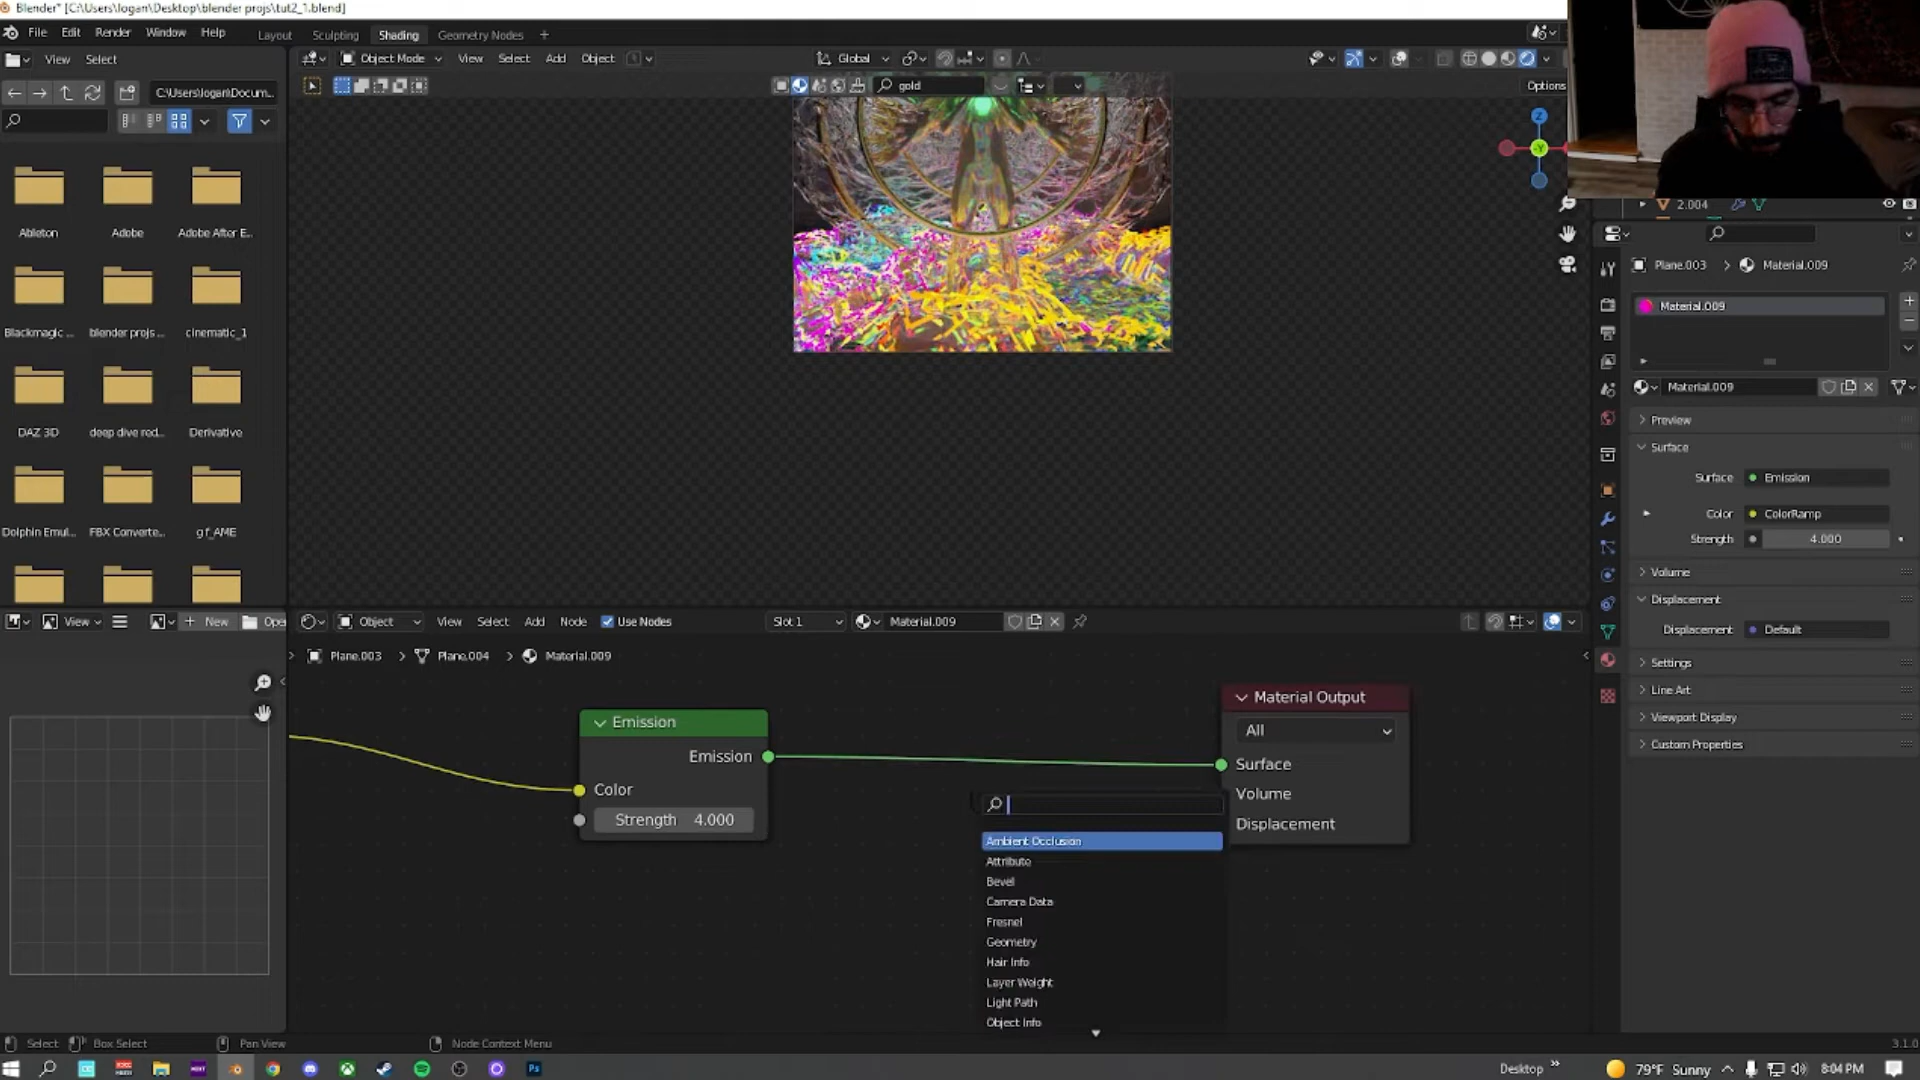 Blender* [C:\Users\logan\Desktop\blender projs\tut2_1.blend]
File Edit Render Window Help Layout Sculpting Shading Geometry Nodes +
View Select
Object Mode View Select Add Object Global
C:\Users\logan\Docum...
gold
Options
Ableton Adobe Adobe After E...
Blackmagic ... blender projs ... cinematic_1
DAZ 3D deep dive red... Derivative
Dolphin Emul... FBX Converte... gf_AME
Z
-Y
2.004
Plane.003 > Material.009
Material.009
Material.009
Preview
Surface
Surface Emission
Color ColorRamp
Strength 4.000
Volume
Displacement
Displacement Default
Settings
Line Art
Viewport Display
Custom Properties
View + New Open
Object View Select Add Node Use Nodes Slot 1 Material.009
Plane.003 > Plane.004 > Material.009
Emission
Emission
Color
Strength 4.000
Material Output
All
Surface
Volume
Displacement
Ambient Occlusion
Attribute
Bevel
Camera Data
Fresnel
Geometry
Hair Info
Layer Weight
Light Path
Object Info
Select Box Select Pan View Node Context Menu 3.1.0
Ps Desktop » 79°F Sunny 8:04 PM